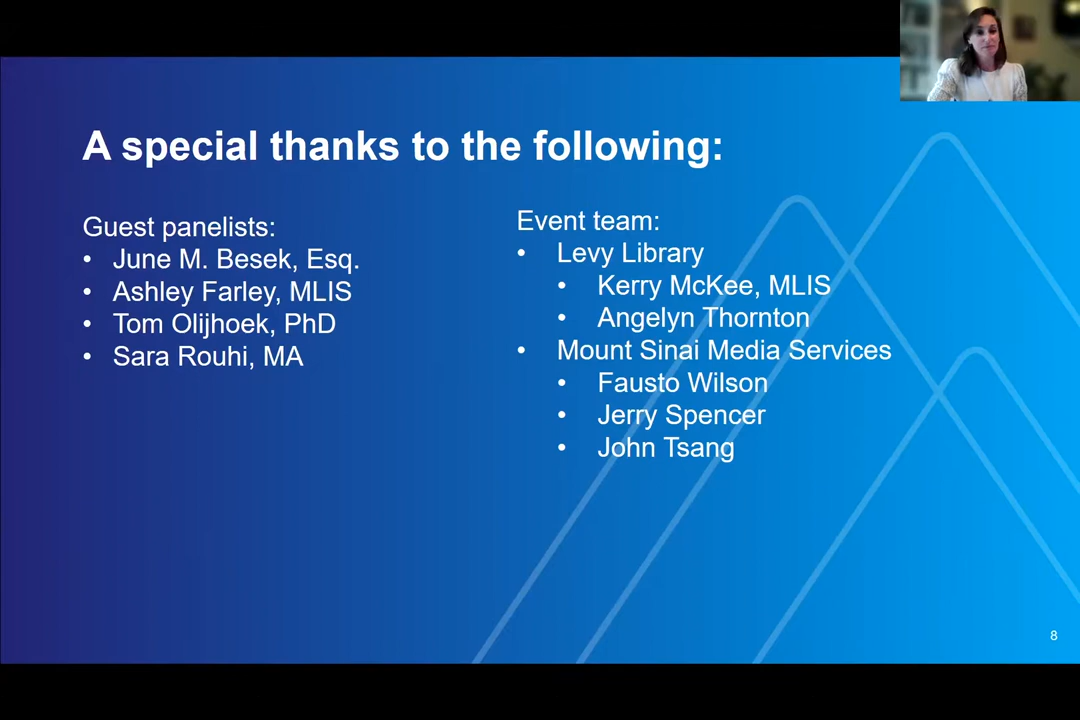 A special thanks to the following:
Guest panelists:
• June M. Besek, Esq.
• Ashley Farley, MLIS
• Tom Olijhoek, PhD
• Sara Rouhi, MA
Event team:
• Levy Library
• Kerry McKee, MLIS
• Angelyn Thornton
• Mount Sinai Media Services
• Fausto Wilson
• Jerry Spencer
• John Tsang
8